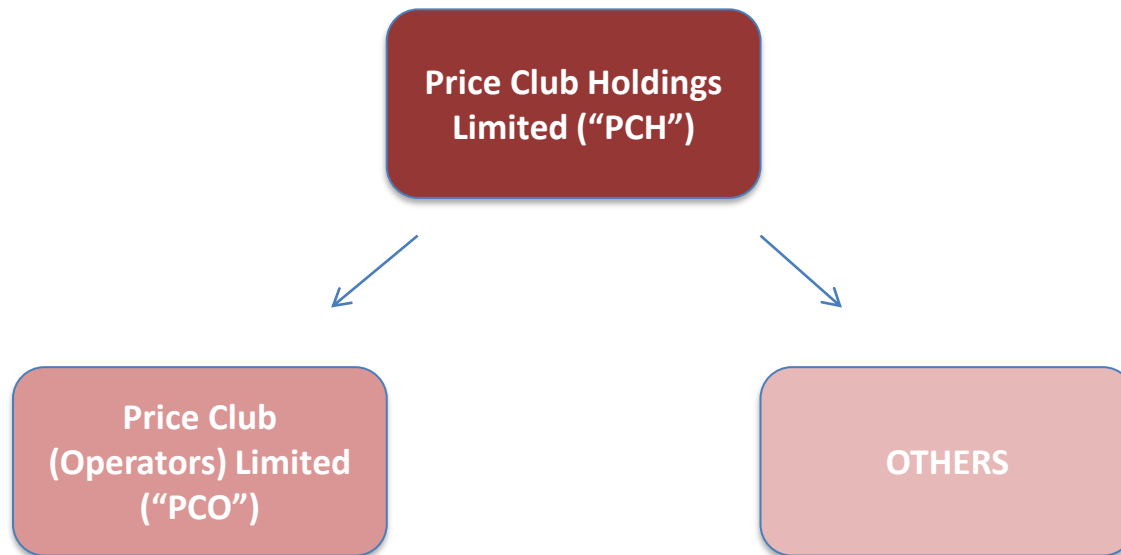 Price Club Holdings
Limited (“PCH”)
Price Club
(Operators) Limited
(“PCO”)
OTHERS